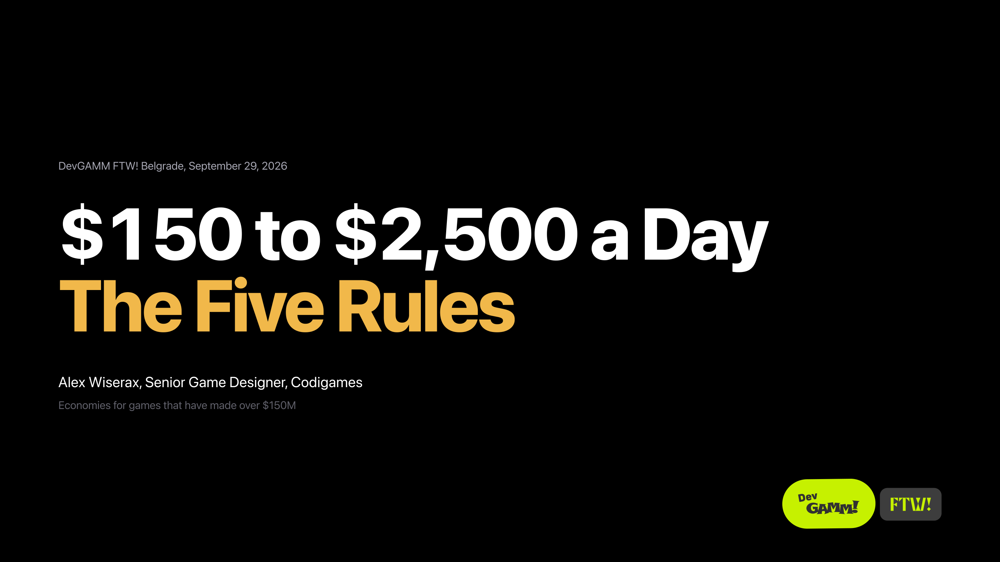 DevGAMM FTW! Belgrade, September 29, 2026
$150 to $2,500 a Day
The Five Rules
Alex Wiserax, Senior Game Designer, Codigames
Economies for games that have made over $150M
Dev
GAMM!
FTW!